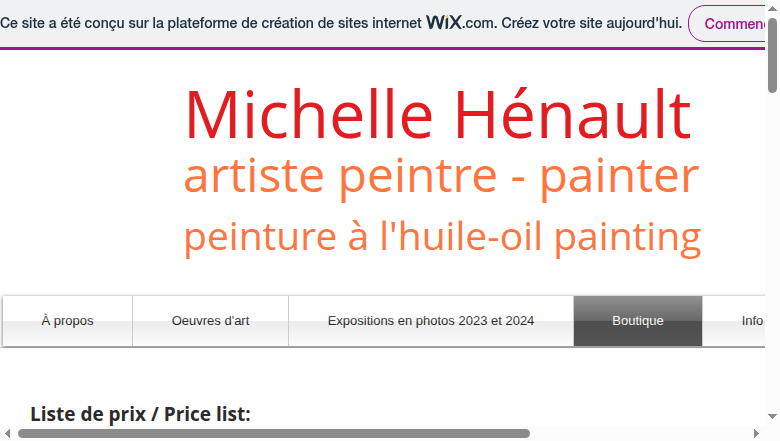 Ce site a été conçu sur la plateforme de création de sites internet WiX.com. Créez votre site aujourd'hui. Commenc
Michelle Hénault
artiste peintre - painter
peinture à l'huile-oil painting
À propos Oeuvres d'art Expositions en photos 2023 et 2024 Boutique Info
Liste de prix / Price list: